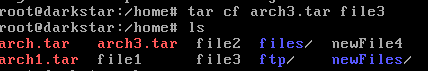 root@darkstar:/home# tar cf arch3.tar file3
root@darkstar:/home# ls
arch.tar arch3.tar file2 files/ newFile4
arch1.tar file1 file3 ftp/ newFiles/